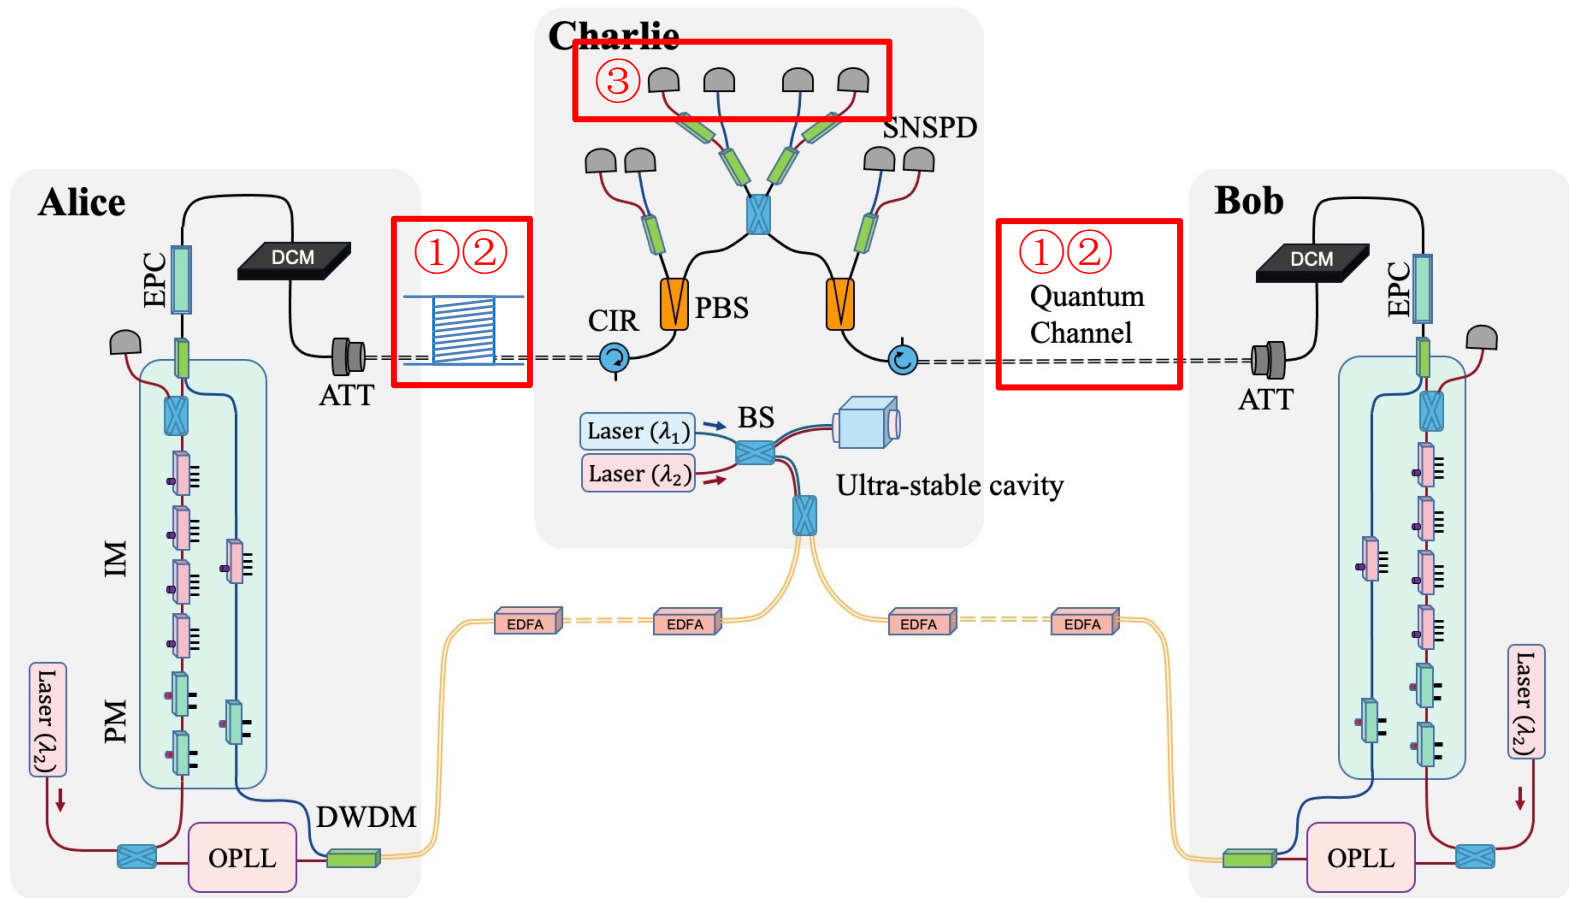 Charlie
③
SNSPD
Alice
Bob
①②
①②
Quantum
Channel
EPC
DCM
DCM
EPC
CIR
PBS
ATT
ATT
BS
Laser (λ₁)
Laser (λ₂)
Ultra-stable cavity
IM
PM
EDFA
EDFA
EDFA
EDFA
Laser (λ₂)
Laser (λ₂)
DWDM
OPLL
OPLL